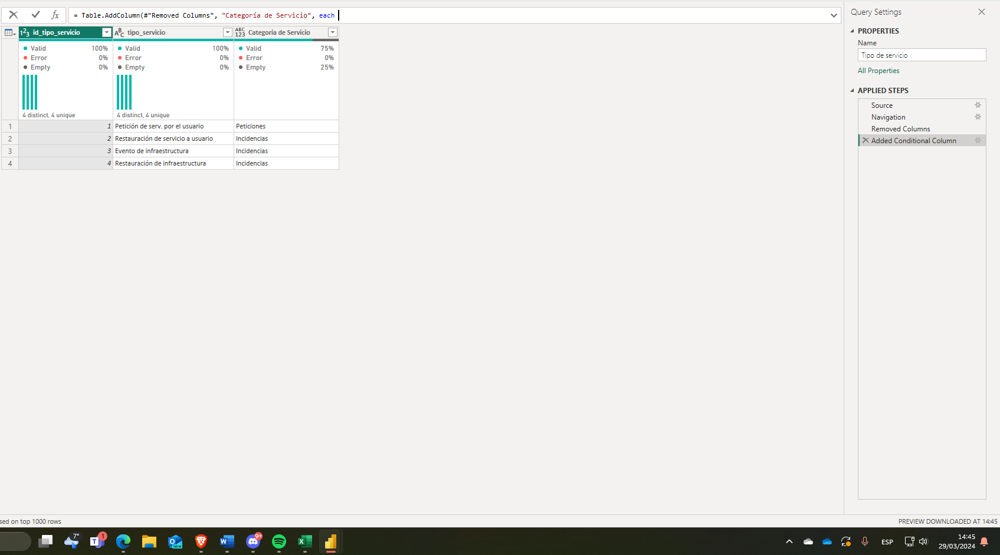 = Table.AddColumn(#"Removed Columns", "Categoría de Servicio", each
id_tipo_servicio tipo_servicio Categoría de Servicio
Valid 100% Valid 100% Valid 75%
Error 0% Error 0% Error 0%
Empty 0% Empty 0% Empty 25%
4 distinct, 4 unique 4 distinct, 4 unique
1 1 Petición de serv. por el usuario Peticiones
2 2 Restauración de servicio a usuario Incidencias
3 3 Evento de infraestructura Incidencias
4 4 Restauración de infraestructura Incidencias
Query Settings
PROPERTIES
Name
Tipo de servicio
All Properties
APPLIED STEPS
Source
Navigation
Removed Columns
Added Conditional Column
sed on top 1000 rows
PREVIEW DOWNLOADED AT 14:45
7°
1
9+
NEW
ESP
14:45
29/03/2024